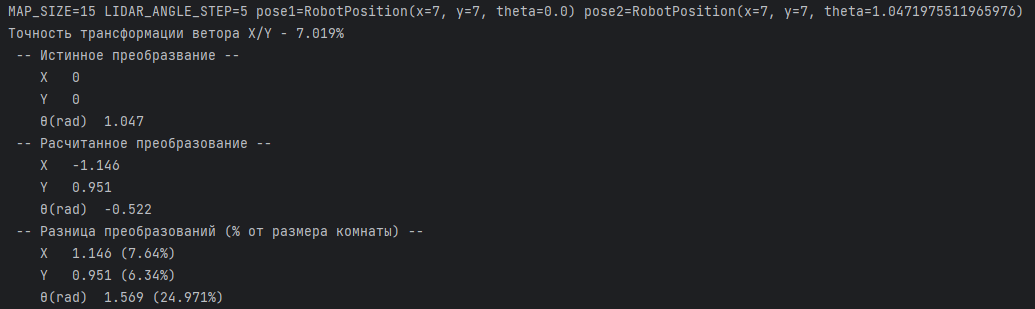 MAP_SIZE=15 LIDAR_ANGLE_STEP=5 pose1=RobotPosition(x=7, y=7, theta=0.0) pose2=RobotPosition(x=7, y=7, theta=1.0471975511965976)
Точность трансформации ветора X/Y - 7.019%
-- Истинное преобразвание --
X 0
Y 0
θ(rad) 1.047
-- Расчитанное преобразование --
X -1.146
Y 0.951
θ(rad) -0.522
-- Разница преобразований (% от размера комнаты) --
X 1.146 (7.64%)
Y 0.951 (6.34%)
θ(rad) 1.569 (24.971%)